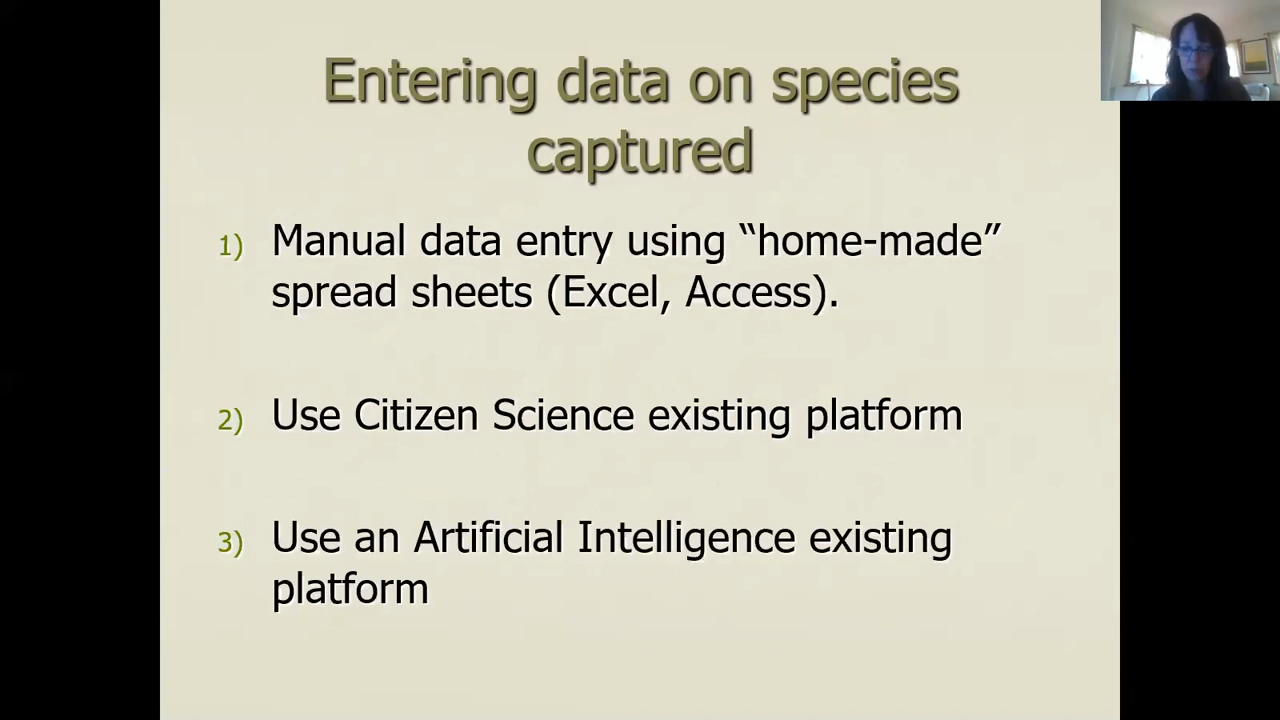 Entering data on species
captured
1) Manual data entry using “home-made”
spread sheets (Excel, Access).
2) Use Citizen Science existing platform
3) Use an Artificial Intelligence existing
platform